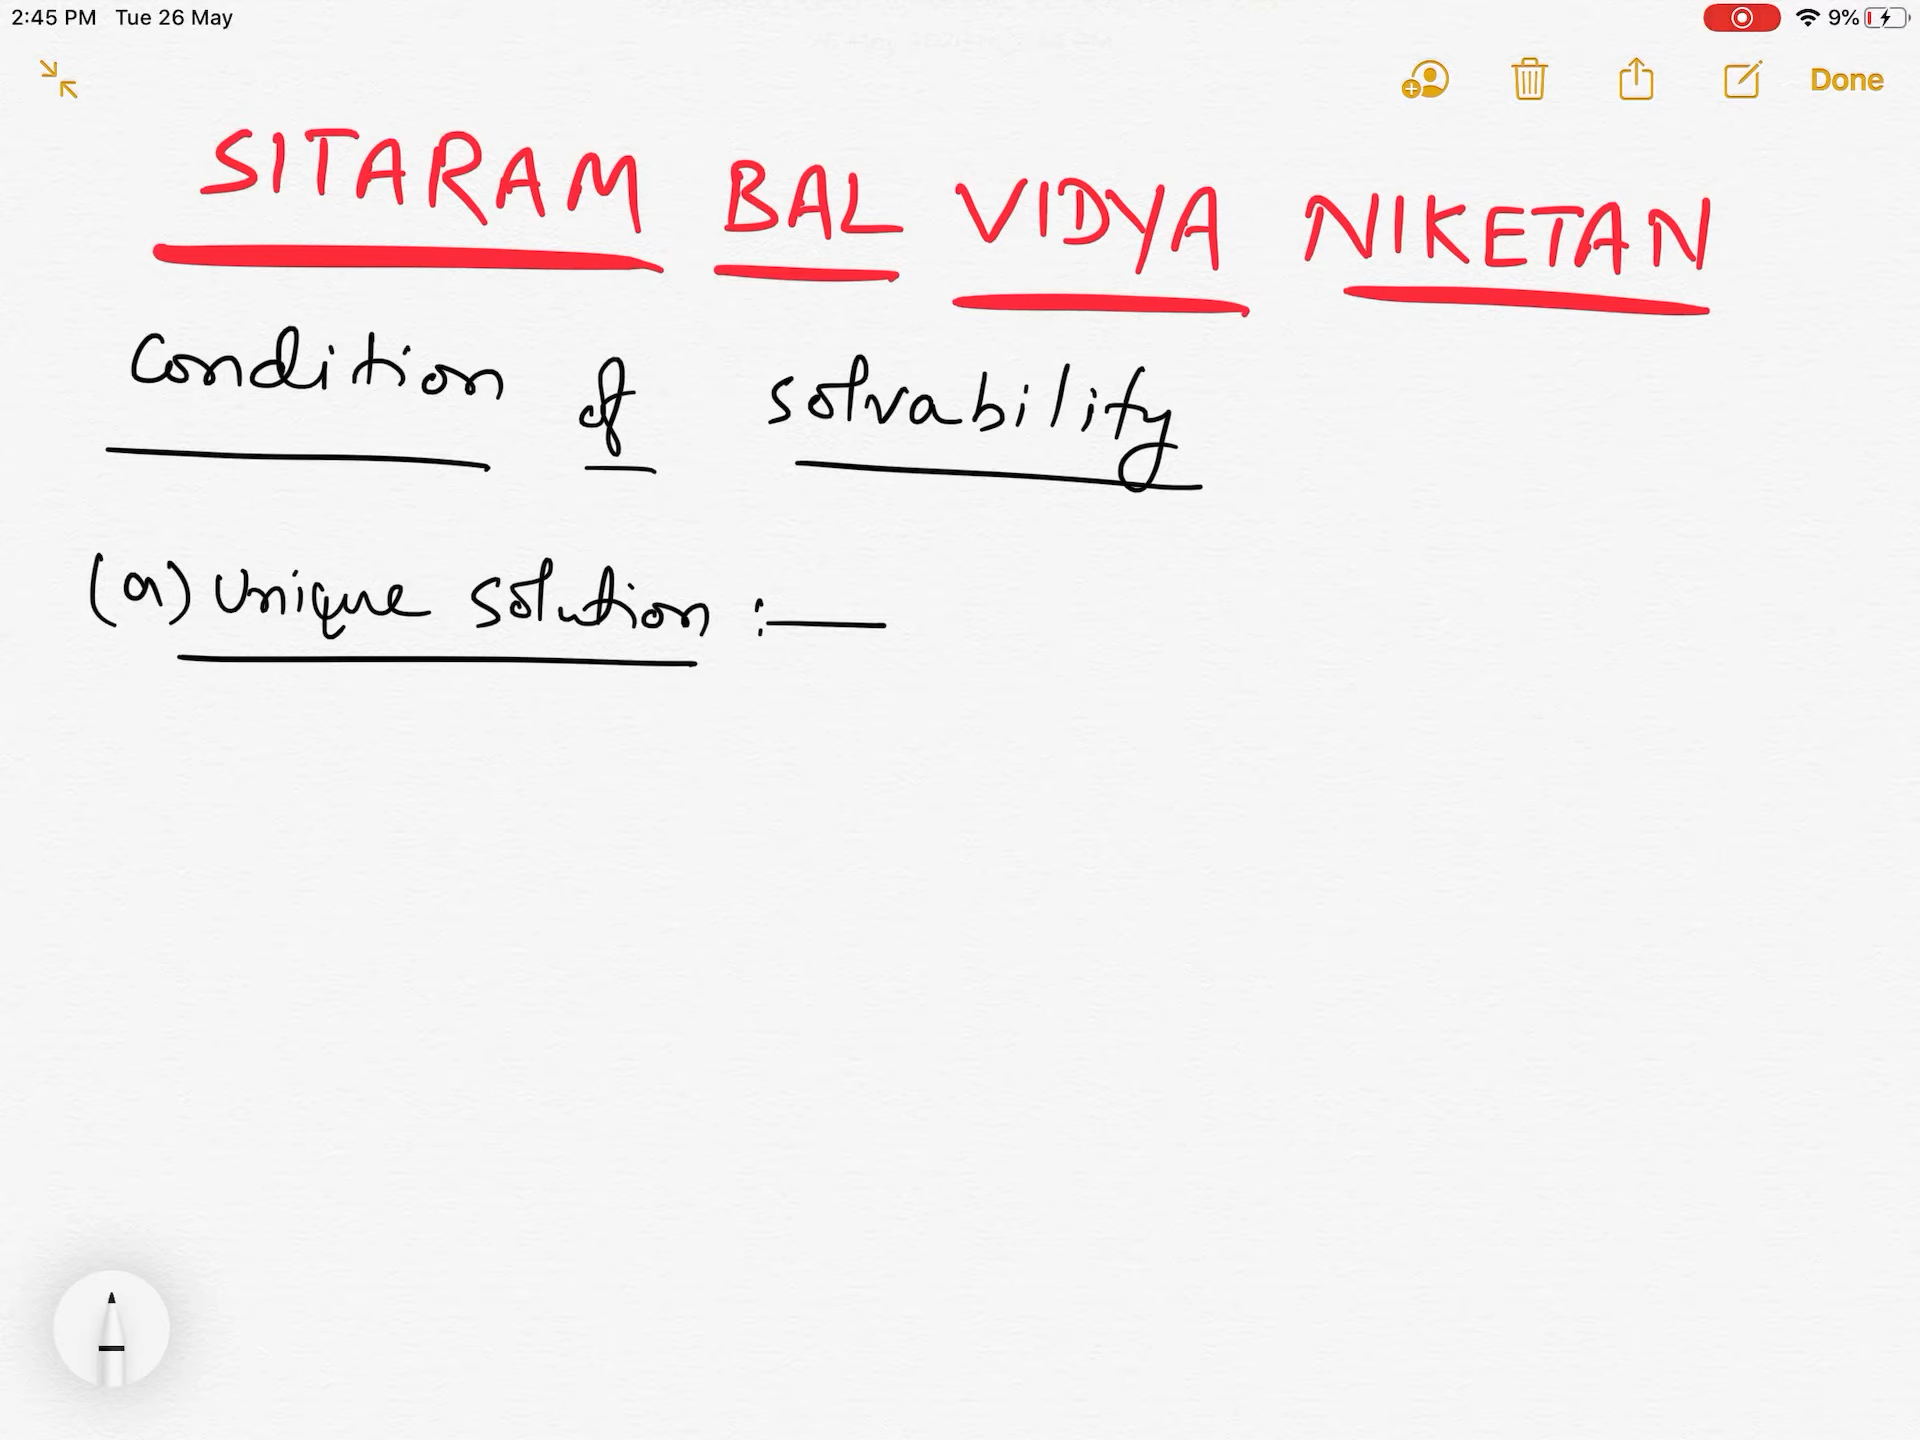 2:45 PM Tue 26 May 9%
Done
SITARAM BAL VIDYA NIKETAN
Condition of solvability
(a) Unique solution :—